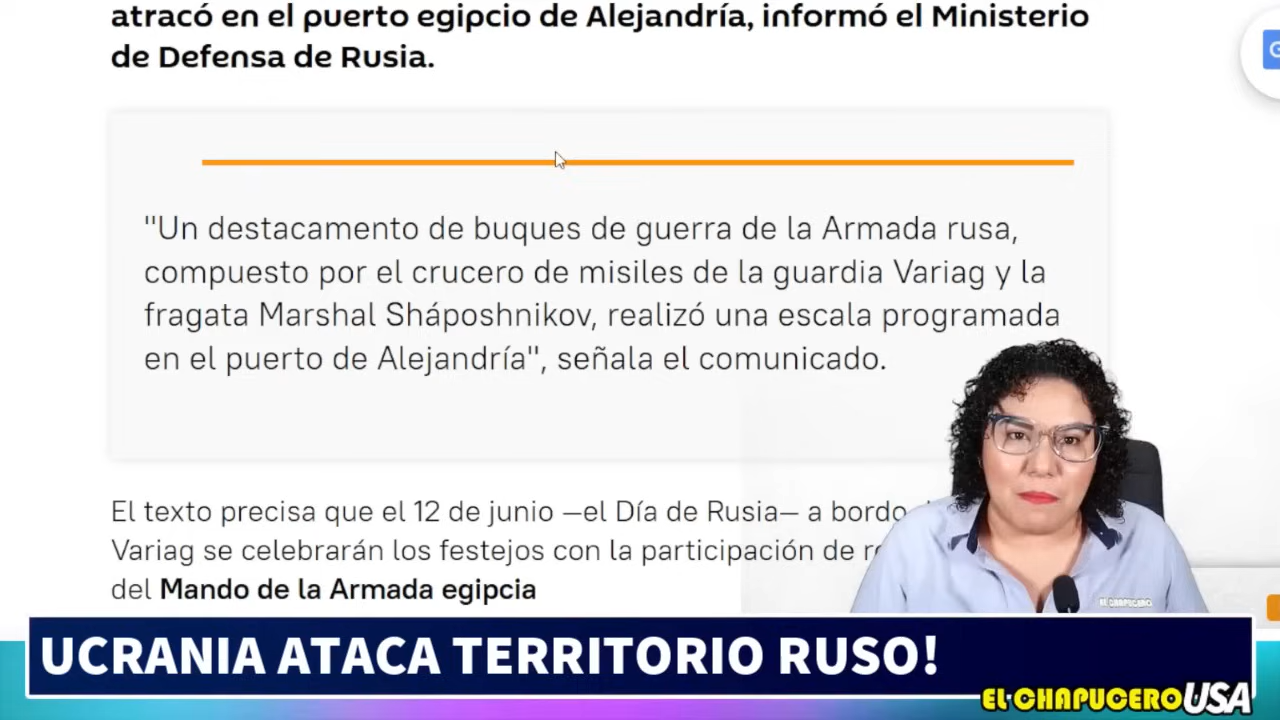 atracó en el puerto egipcio de Alejandría, informó el Ministerio
de Defensa de Rusia.
"Un destacamento de buques de guerra de la Armada rusa,
compuesto por el crucero de misiles de la guardia Variag y la
fragata Marshal Sháposhnikov, realizó una escala programada
en el puerto de Alejandría", señala el comunicado.
El texto precisa que el 12 de junio —el Día de Rusia— a bordo
Variag se celebrarán los festejos con la participación de
del Mando de la Armada egipcia
EL CHAPUCERO
UCRANIA ATACA TERRITORIO RUSO!
EL CHAPUCERO USA